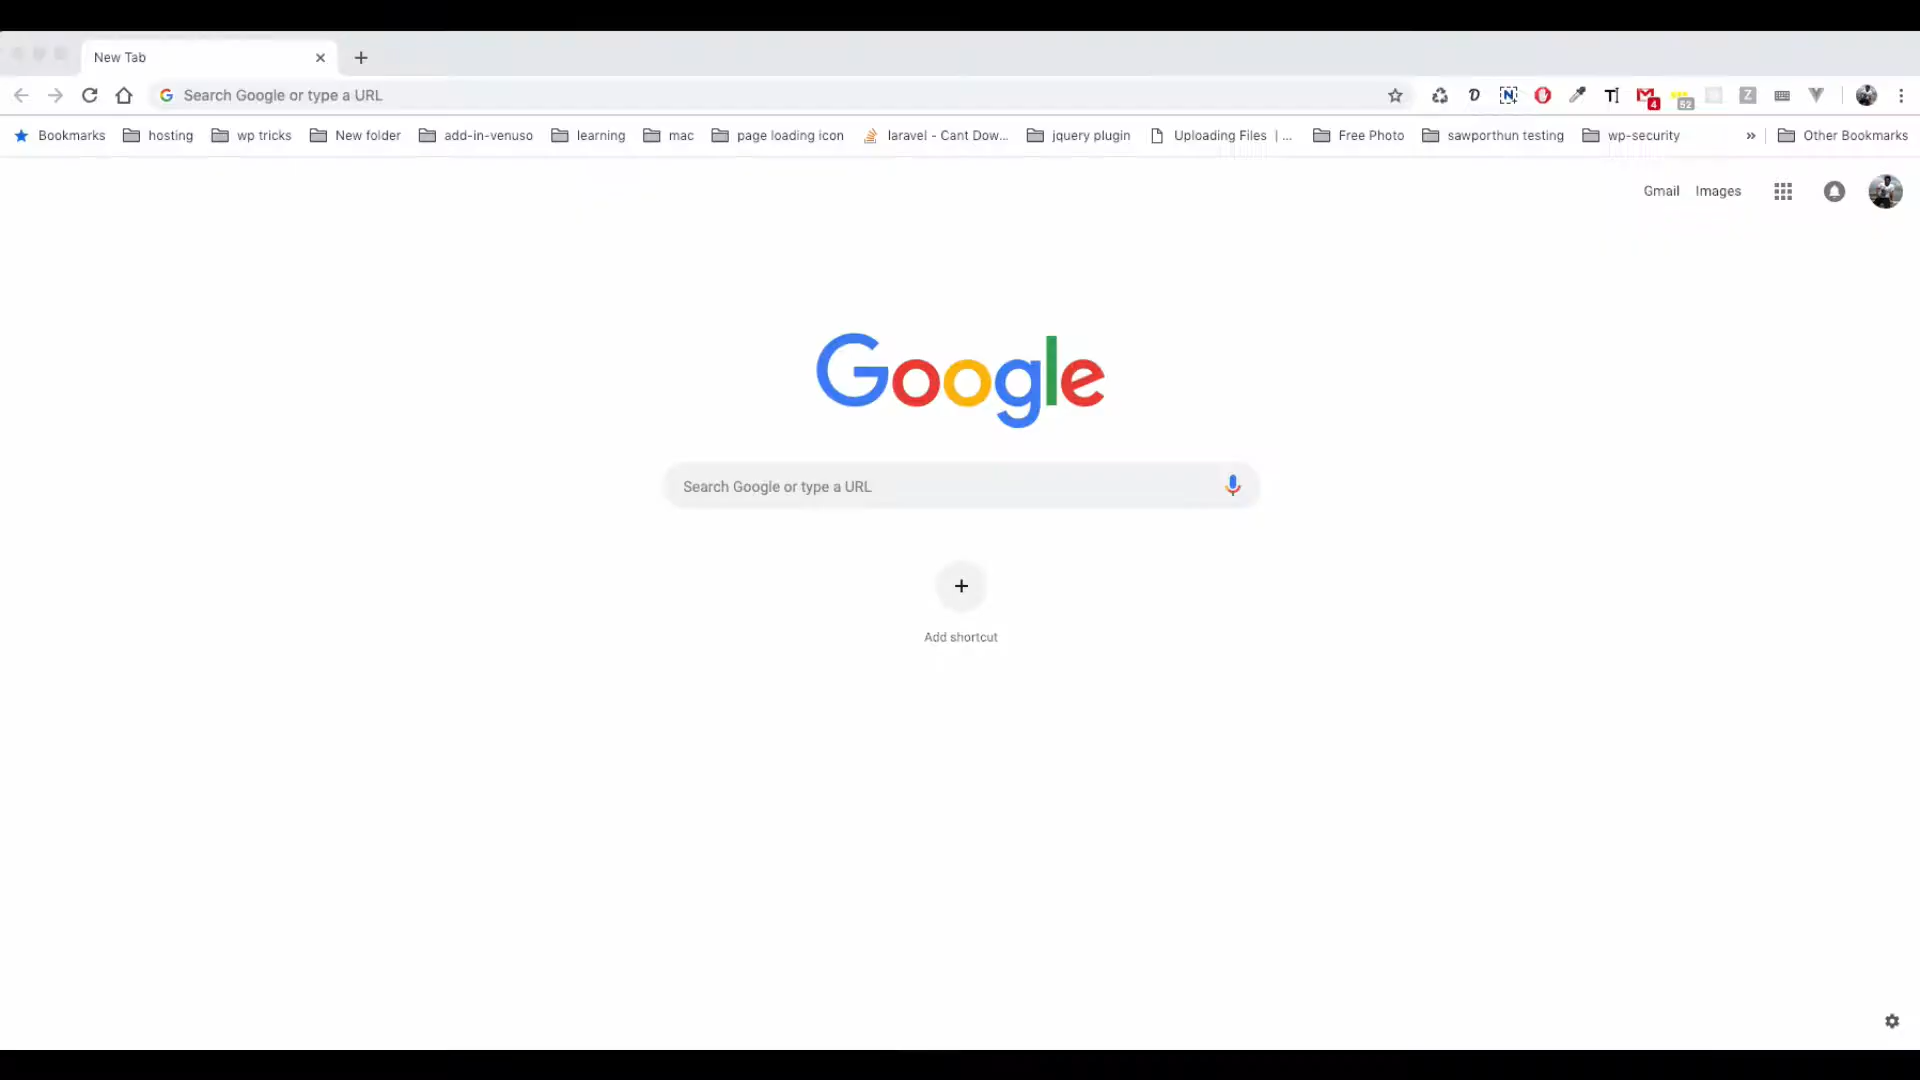 New Tab
Search Google or type a URL
4
52
Z
Bookmarks hosting wp tricks New folder add-in-venuso learning mac page loading icon laravel - Cant Dow... jquery plugin Uploading Files | ... Free Photo sawporthun testing wp-security » Other Bookmarks
Gmail Images
Google
Search Google or type a URL
Add shortcut